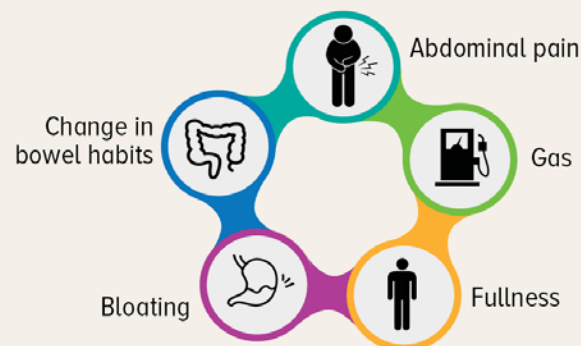 Abdominal pain
Gas
Fullness
Bloating
Change in
bowel habits